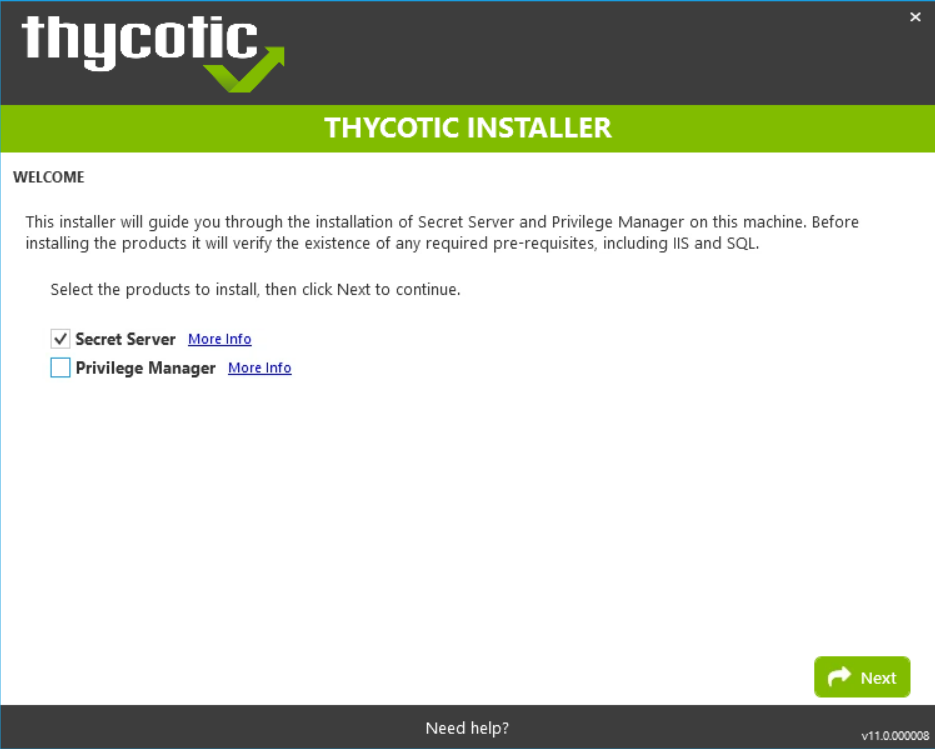 thycotic
THYCOTIC INSTALLER
WELCOME
This installer will guide you through the installation of Secret Server and Privilege Manager on this machine. Before
installing the products it will verify the existence of any required pre-requisites, including IIS and SQL.
Select the products to install, then click Next to continue.
Secret Server More Info
Privilege Manager More Info
Next
Need help?
v11.0.000008